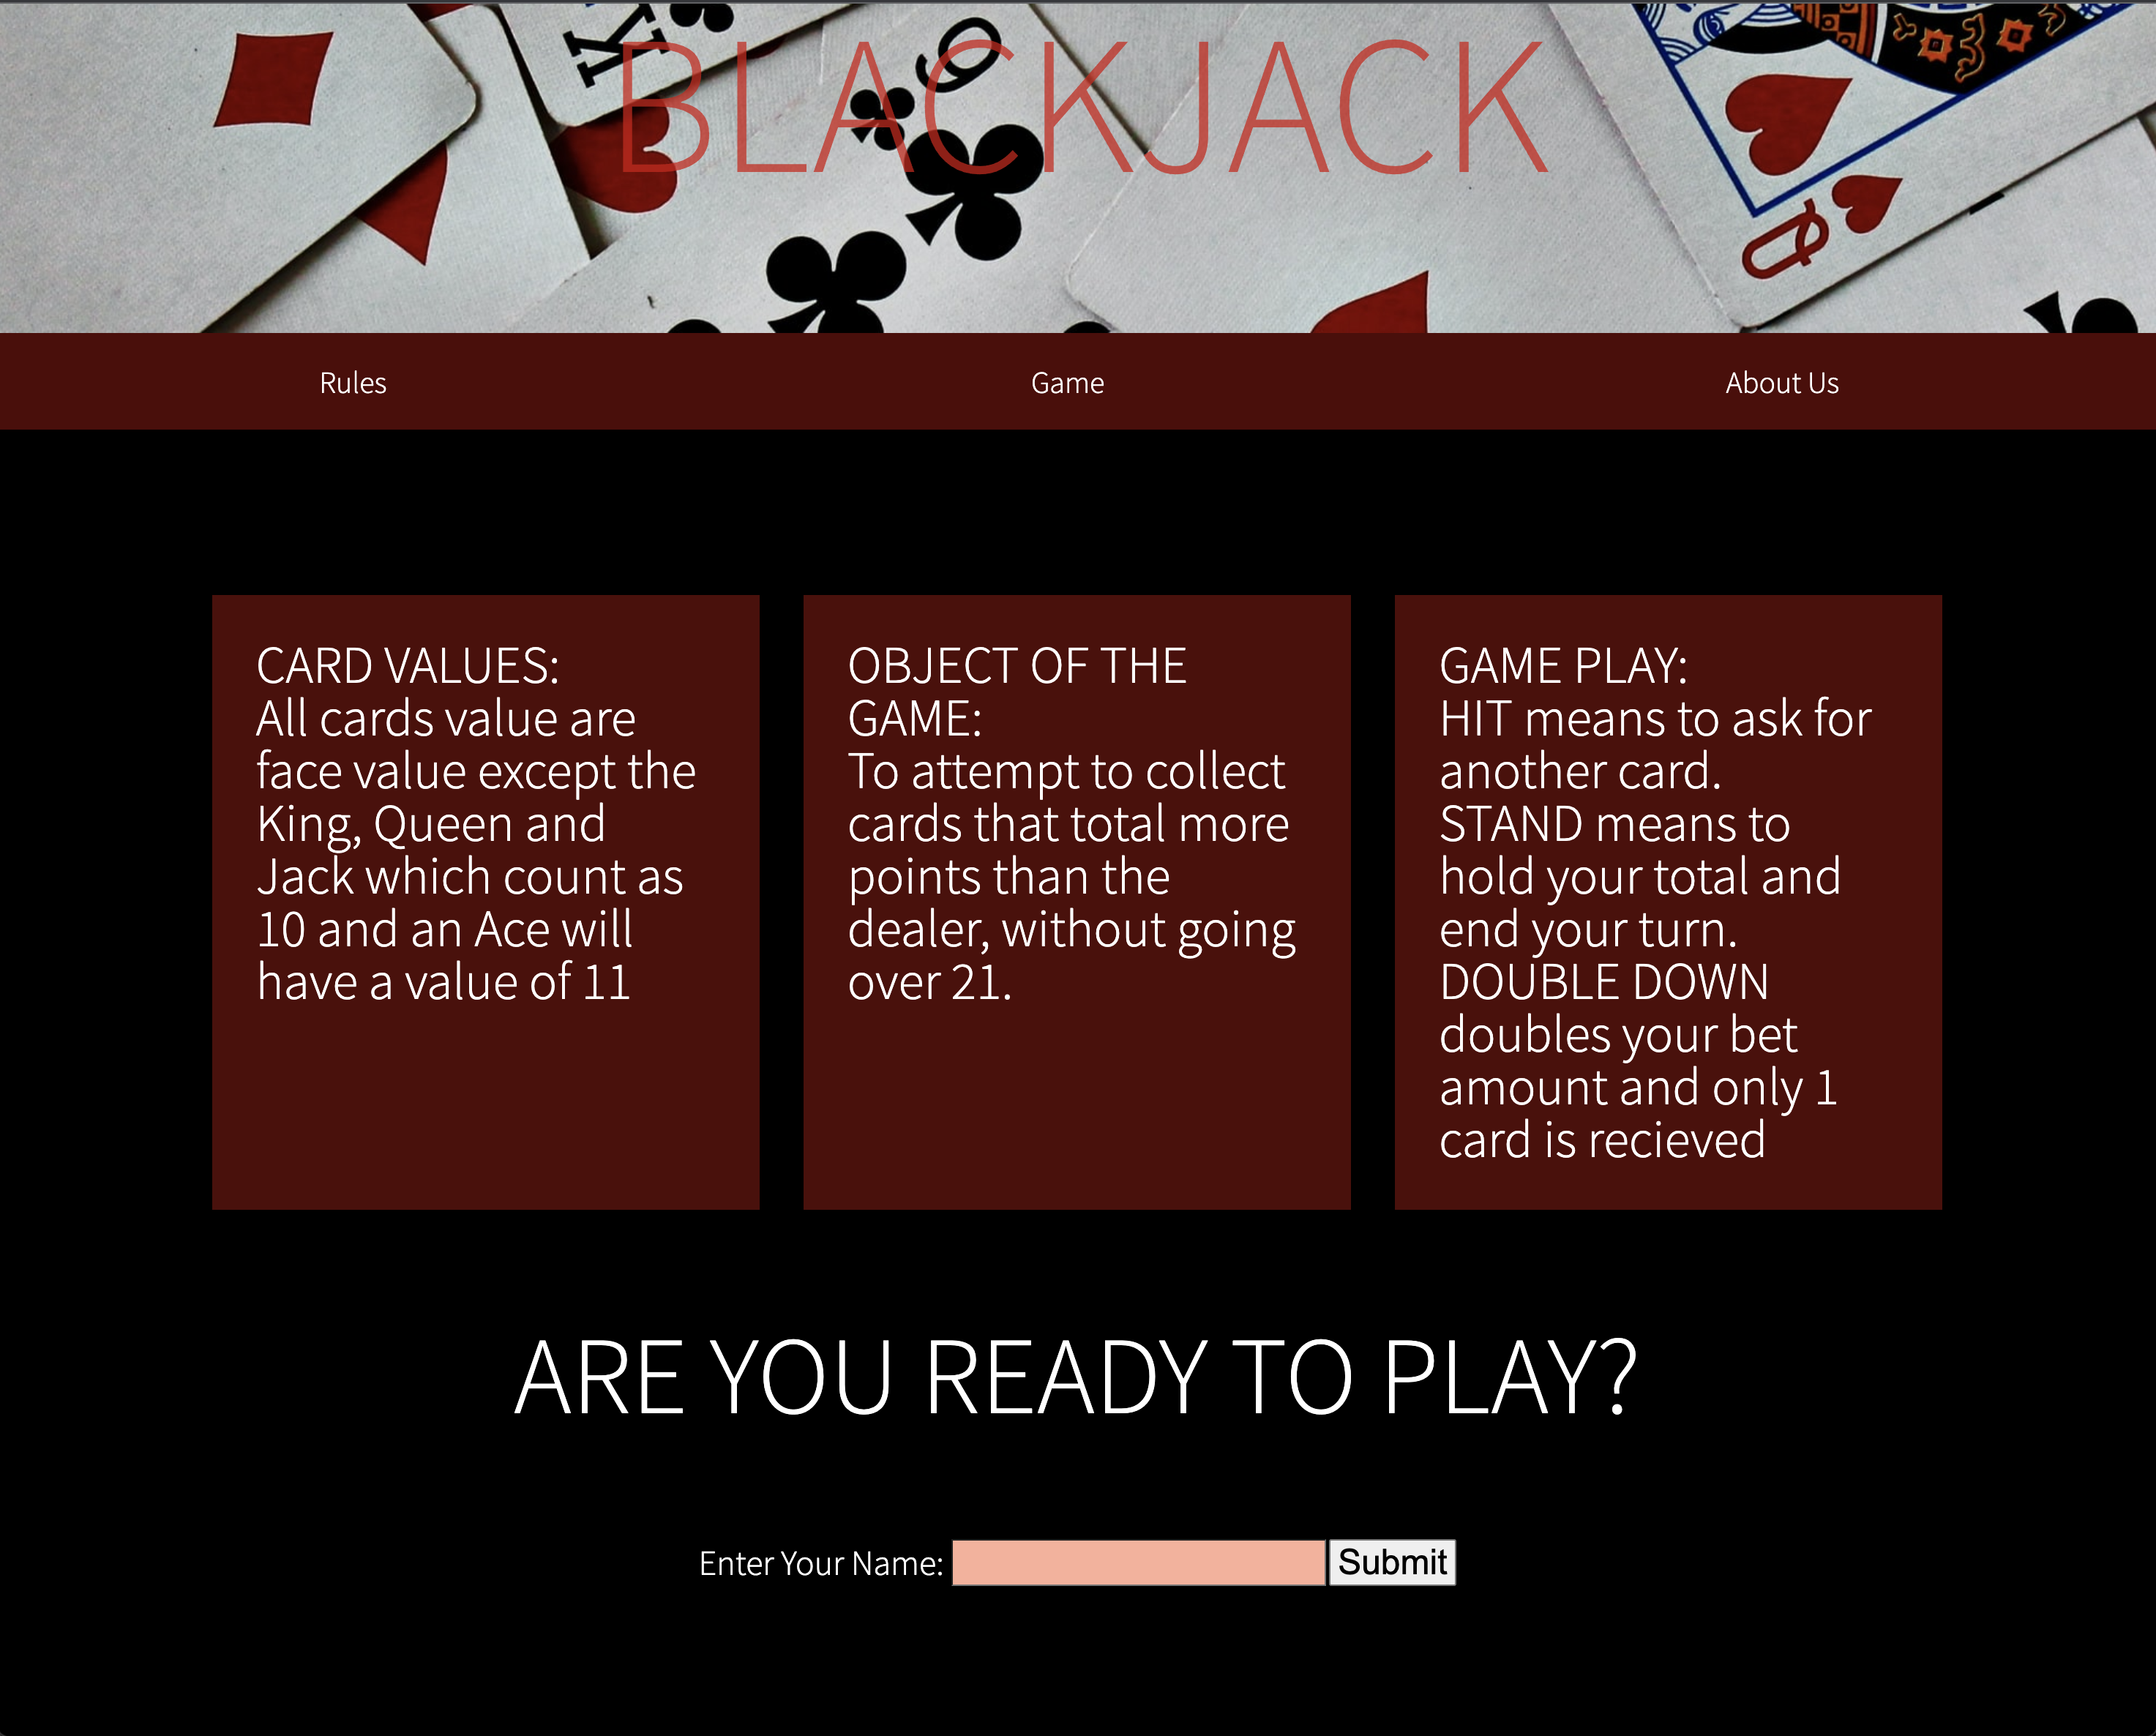 K
6
BLACKJACK
Q
Rules
Game
About Us
CARD VALUES:
All cards value are
face value except the
King, Queen and
Jack which count as
10 and an Ace will
have a value of 11
OBJECT OF THE
GAME:
To attempt to collect
cards that total more
points than the
dealer, without going
over 21.
GAME PLAY:
HIT means to ask for
another card.
STAND means to
hold your total and
end your turn.
DOUBLE DOWN
doubles your bet
amount and only 1
card is recieved
ARE YOU READY TO PLAY?
Enter Your Name:
Submit